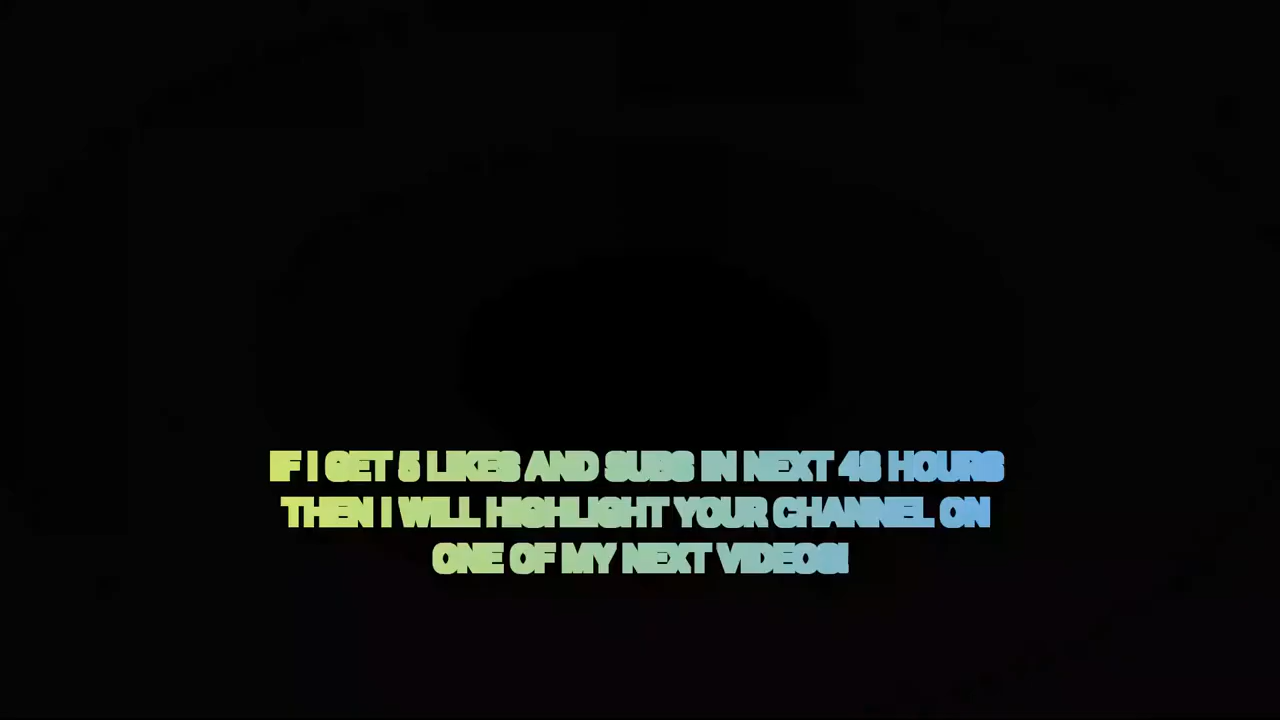 IF I GET 5 LIKES AND SUBS IN NEXT 48 HOURS
THEN I WILL HIGHLIGHT YOUR CHANNEL ON
ONE OF MY NEXT VIDEOS!